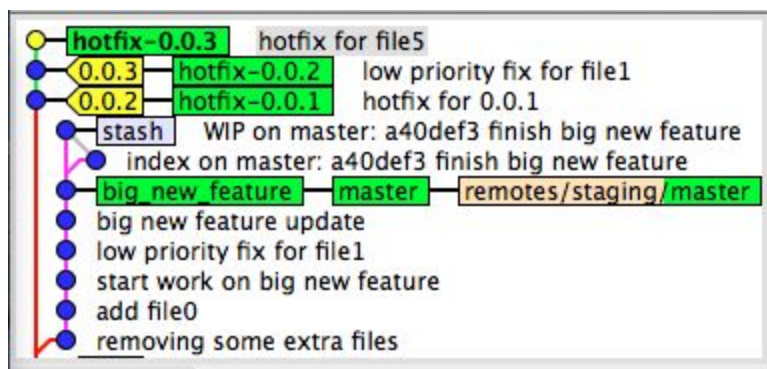 hotfix-0.0.3 hotfix for file5
0.0.3 hotfix-0.0.2 low priority fix for file1
0.0.2 hotfix-0.0.1 hotfix for 0.0.1
stash WIP on master: a40def3 finish big new feature
index on master: a40def3 finish big new feature
big_new_feature master remotes/staging/master
big new feature update
low priority fix for file1
start work on big new feature
add file0
removing some extra files